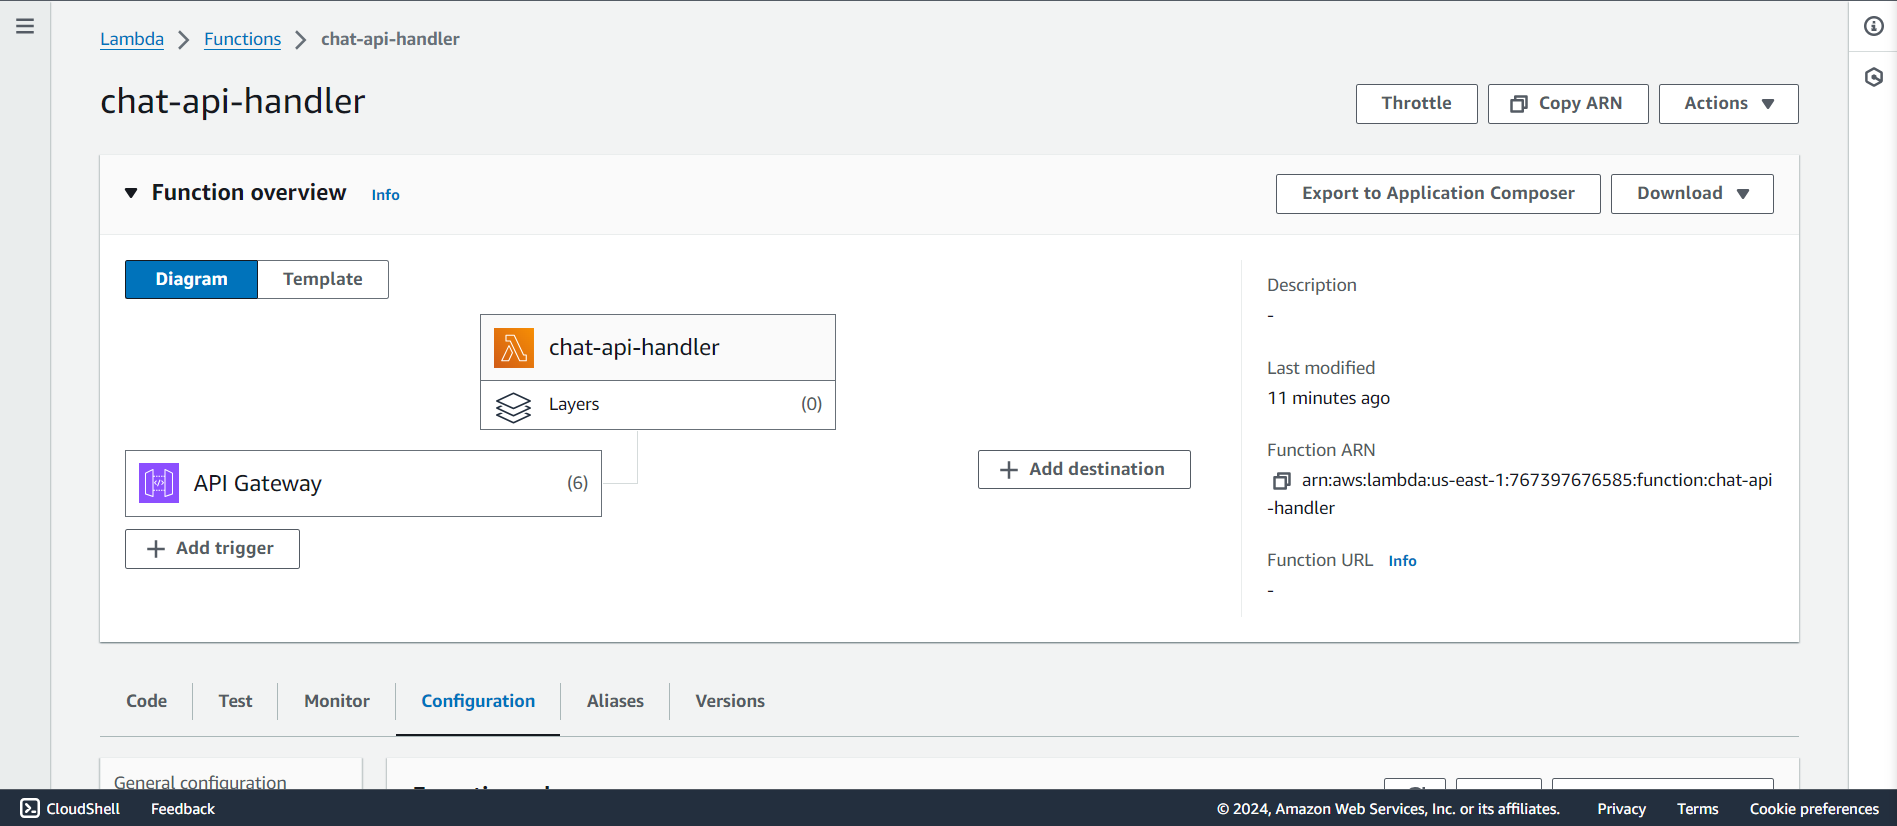 Lambda > Functions > chat-api-handler
chat-api-handler
Throttle Copy ARN Actions
Function overview Info
Export to Application Composer Download
Diagram Template
chat-api-handler
Layers (0)
API Gateway (6)
Add trigger
Add destination
Description
-
Last modified
11 minutes ago
Function ARN
arn:aws:lambda:us-east-1:767397676585:function:chat-api
-handler
Function URL Info
-
Code Test Monitor Configuration Aliases Versions
General configuration
CloudShell Feedback © 2024, Amazon Web Services, Inc. or its affiliates. Privacy Terms Cookie preferences